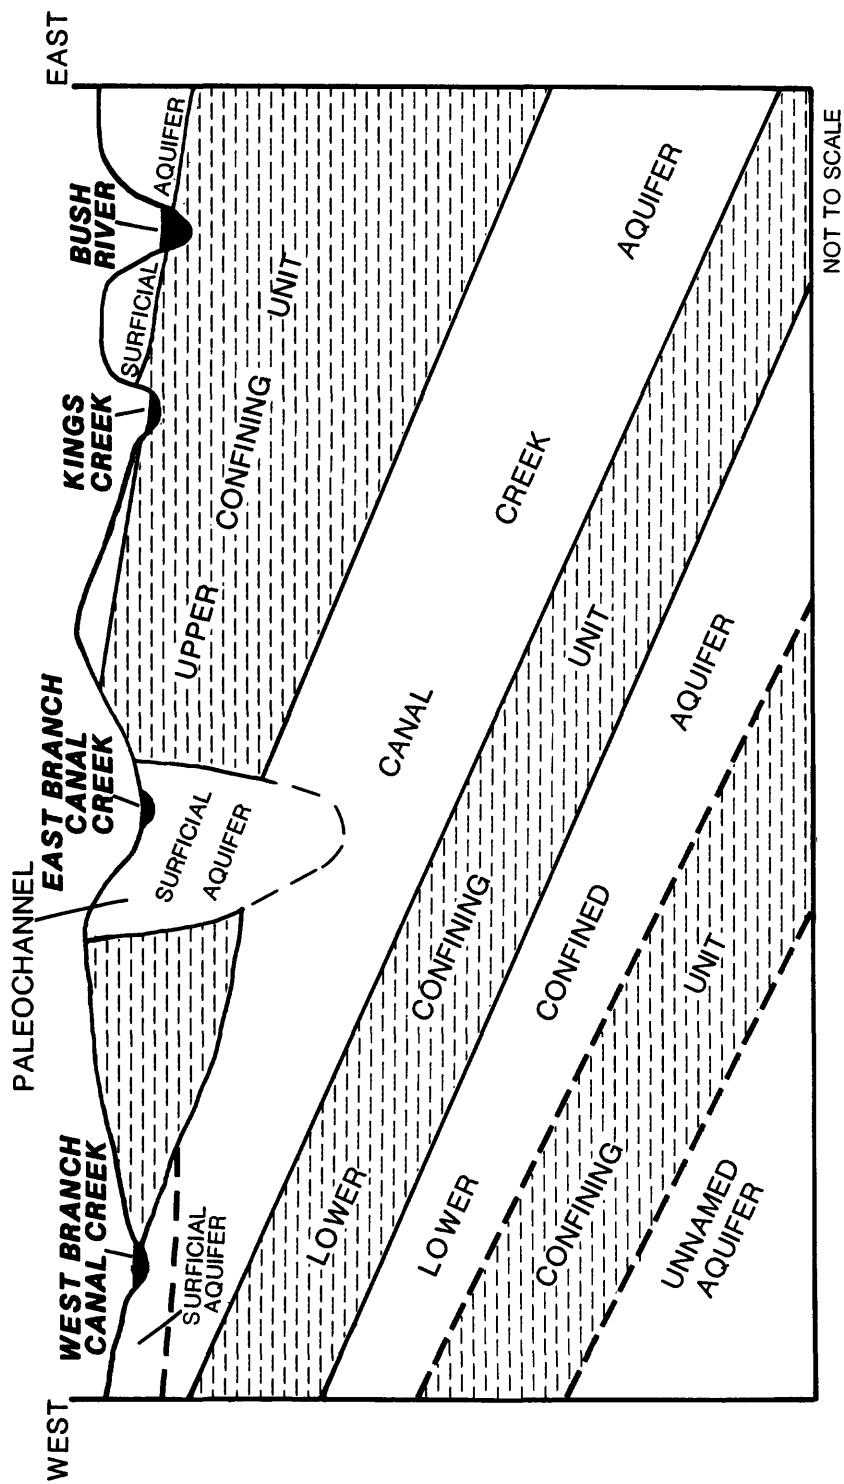 WEST
EAST
WEST BRANCH
CANAL CREEK
PALEOCHANNEL
EAST BRANCH
CANAL
CREEK
KINGS
CREEK
BUSH
RIVER
SURFICIAL
AQUIFER
SURFICIAL
AQUIFER
SURFICIAL
AQUIFER
UPPER
CONFINING
UNIT
CANAL
CREEK
AQUIFER
LOWER
CONFINING
UNIT
LOWER
CONFINED
AQUIFER
CONFINING
UNIT
UNNAMED
AQUIFER
NOT TO SCALE